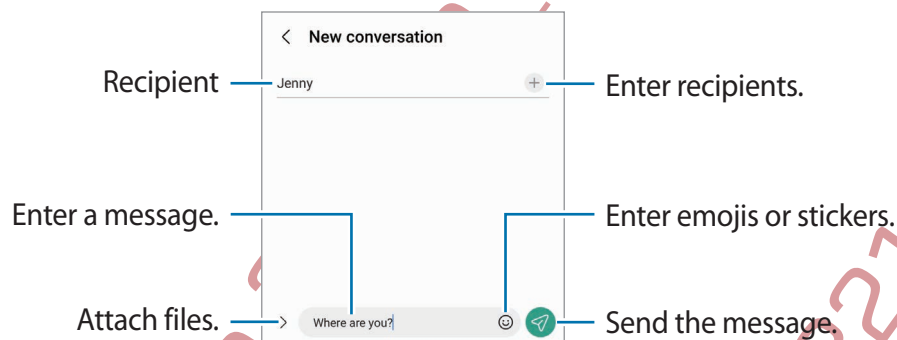 New conversation
Recipient
Jenny
Enter recipients.
Enter a message.
Enter emojis or stickers.
Attach files.
Where are you?
Send the message.